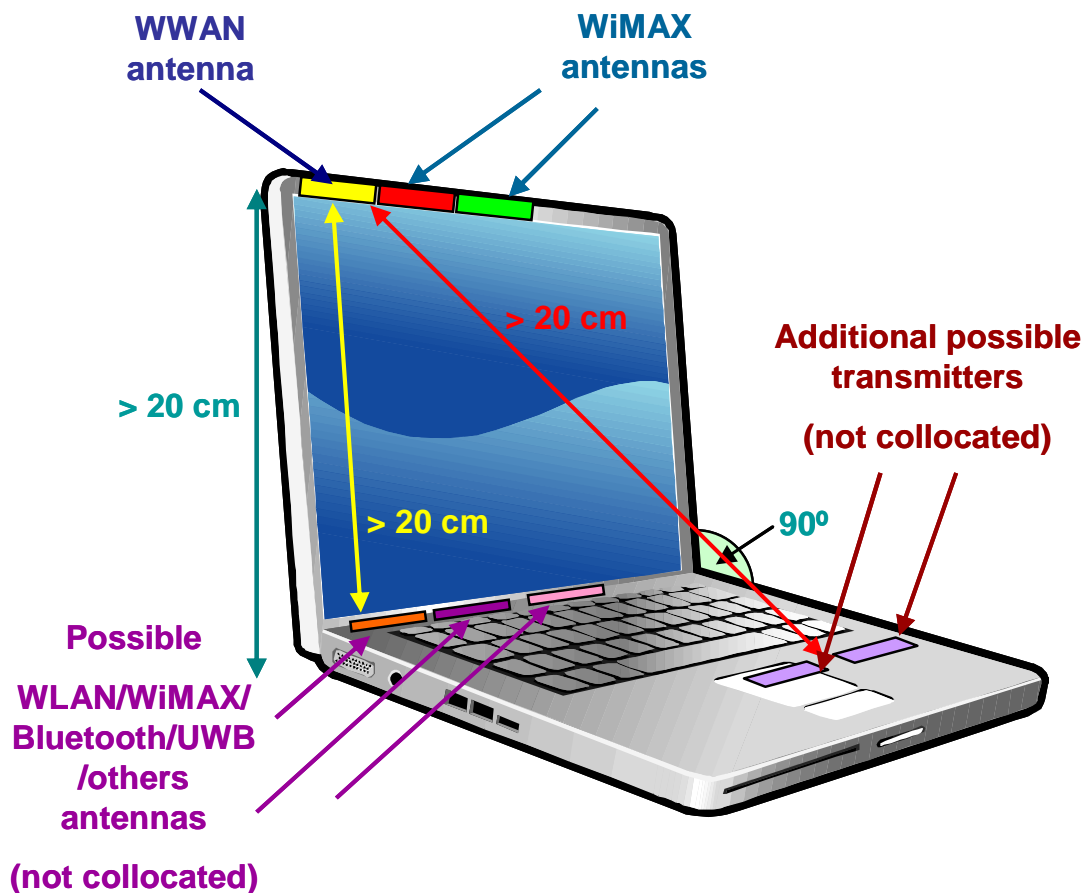 WWAN
antenna
WiMAX
antennas
> 20 cm
Additional possible
transmitters
(not collocated)
> 20 cm
> 20 cm
90º
Possible
WLAN/WiMAX/
Bluetooth/UWB
/others
antennas
(not collocated)